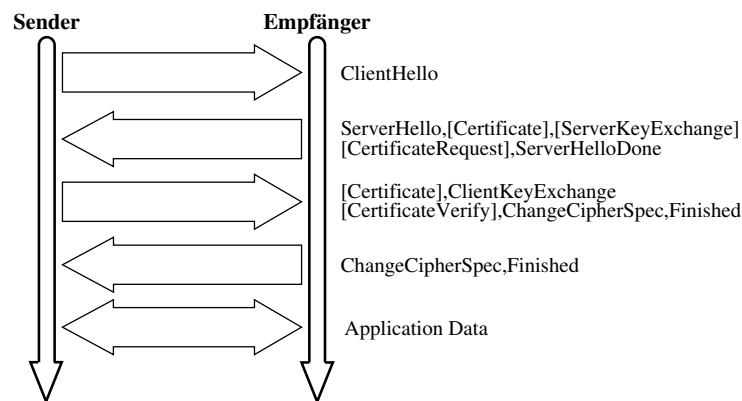 Sender
Empfänger
ClientHello
ServerHello,[Certificate],[ServerKeyExchange]
[CertificateRequest],ServerHelloDone
[Certificate],ClientKeyExchange
[CertificateVerify],ChangeCipherSpec,Finished
ChangeCipherSpec,Finished
Application Data